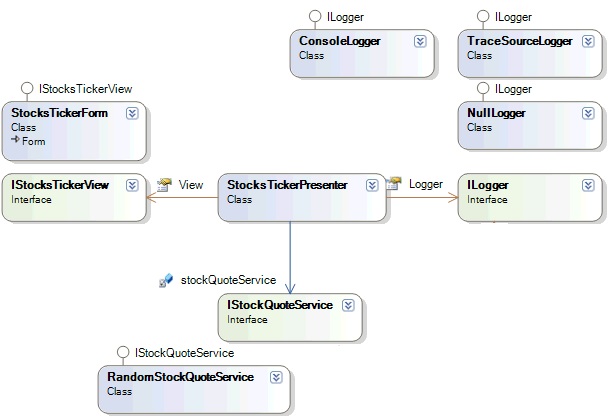 ILogger
ConsoleLogger
Class
ILogger
TraceSourceLogger
Class
IStocksTickerView
StocksTickerForm
Class
Form
ILogger
NullLogger
Class
IStocksTickerView
Interface
View
StocksTickerPresenter
Class
Logger
ILogger
Interface
stockQuoteService
IStockQuoteService
Interface
IStockQuoteService
RandomStockQuoteService
Class